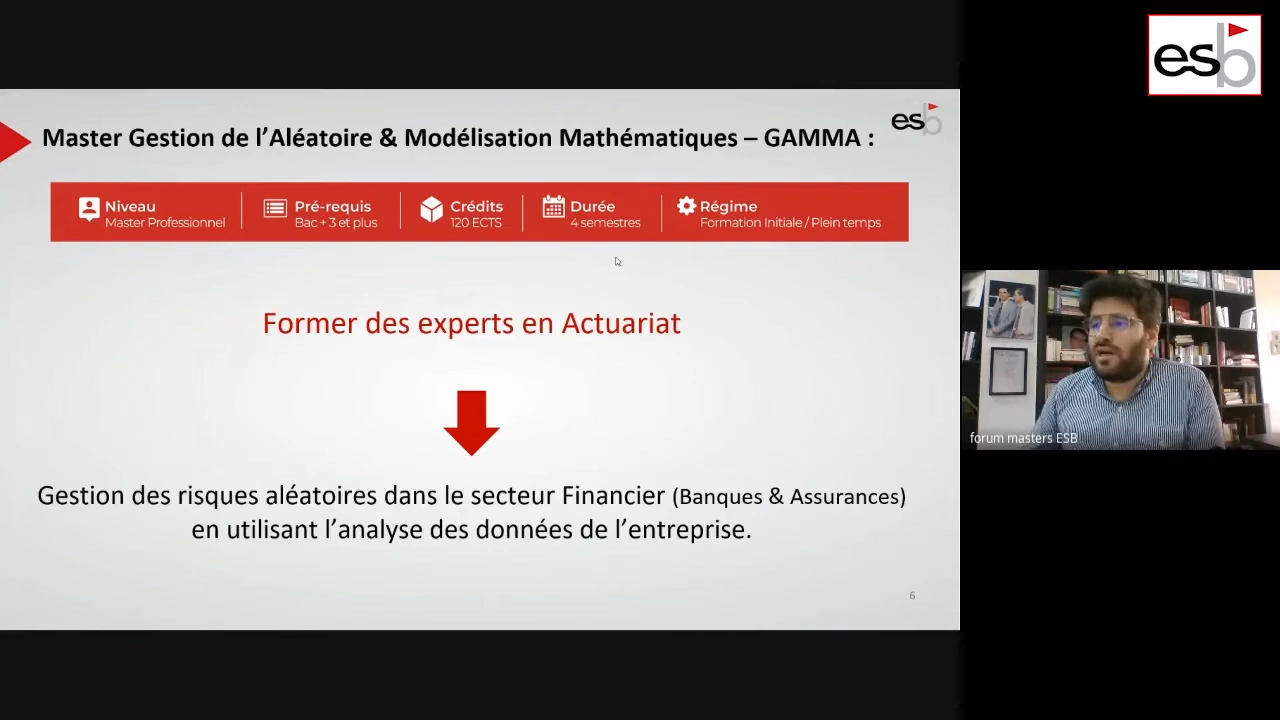 esb
Master Gestion de l’Aléatoire & Modélisation Mathématiques – GAMMA :
esb
Niveau
Master Professionnel
Pré-requis
Bac + 3 et plus
Crédits
120 ECTS
Durée
4 semestres
Régime
Formation Initiale / Plein temps
Former des experts en Actuariat
Gestion des risques aléatoires dans le secteur Financier (Banques & Assurances)
en utilisant l’analyse des données de l’entreprise.
6
forum masters ESB